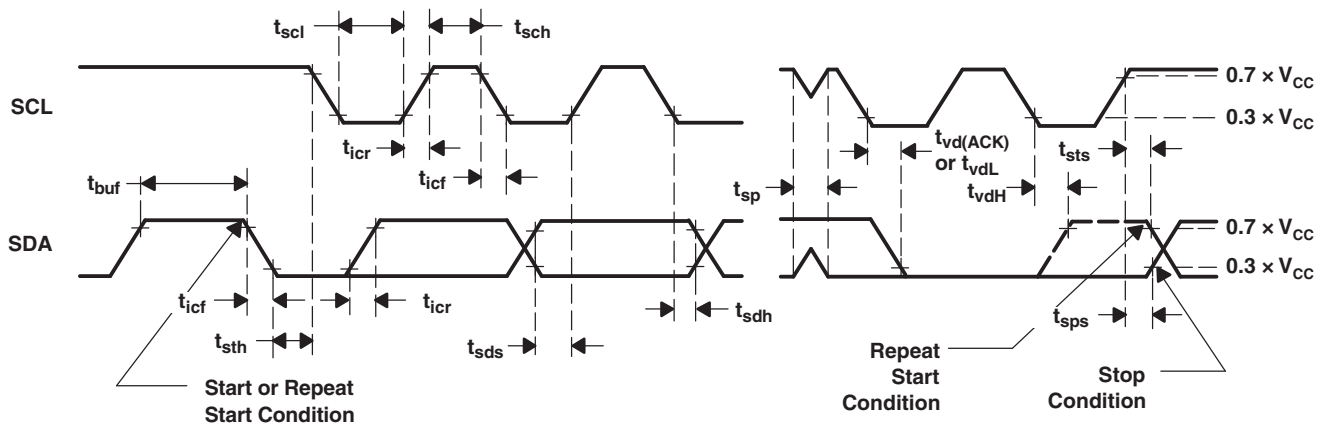 t_scl
t_sch
SCL
0.7 × V_CC
0.3 × V_CC
t_icr
t_icf
t_buf
t_sp
t_vd(ACK)
or t_vdL
t_vdH
t_sts
SDA
0.7 × V_CC
0.3 × V_CC
t_icf
t_icr
t_sth
t_sds
t_sdh
t_sps
Start or Repeat
Start Condition
Repeat
Start
Condition
Stop
Condition